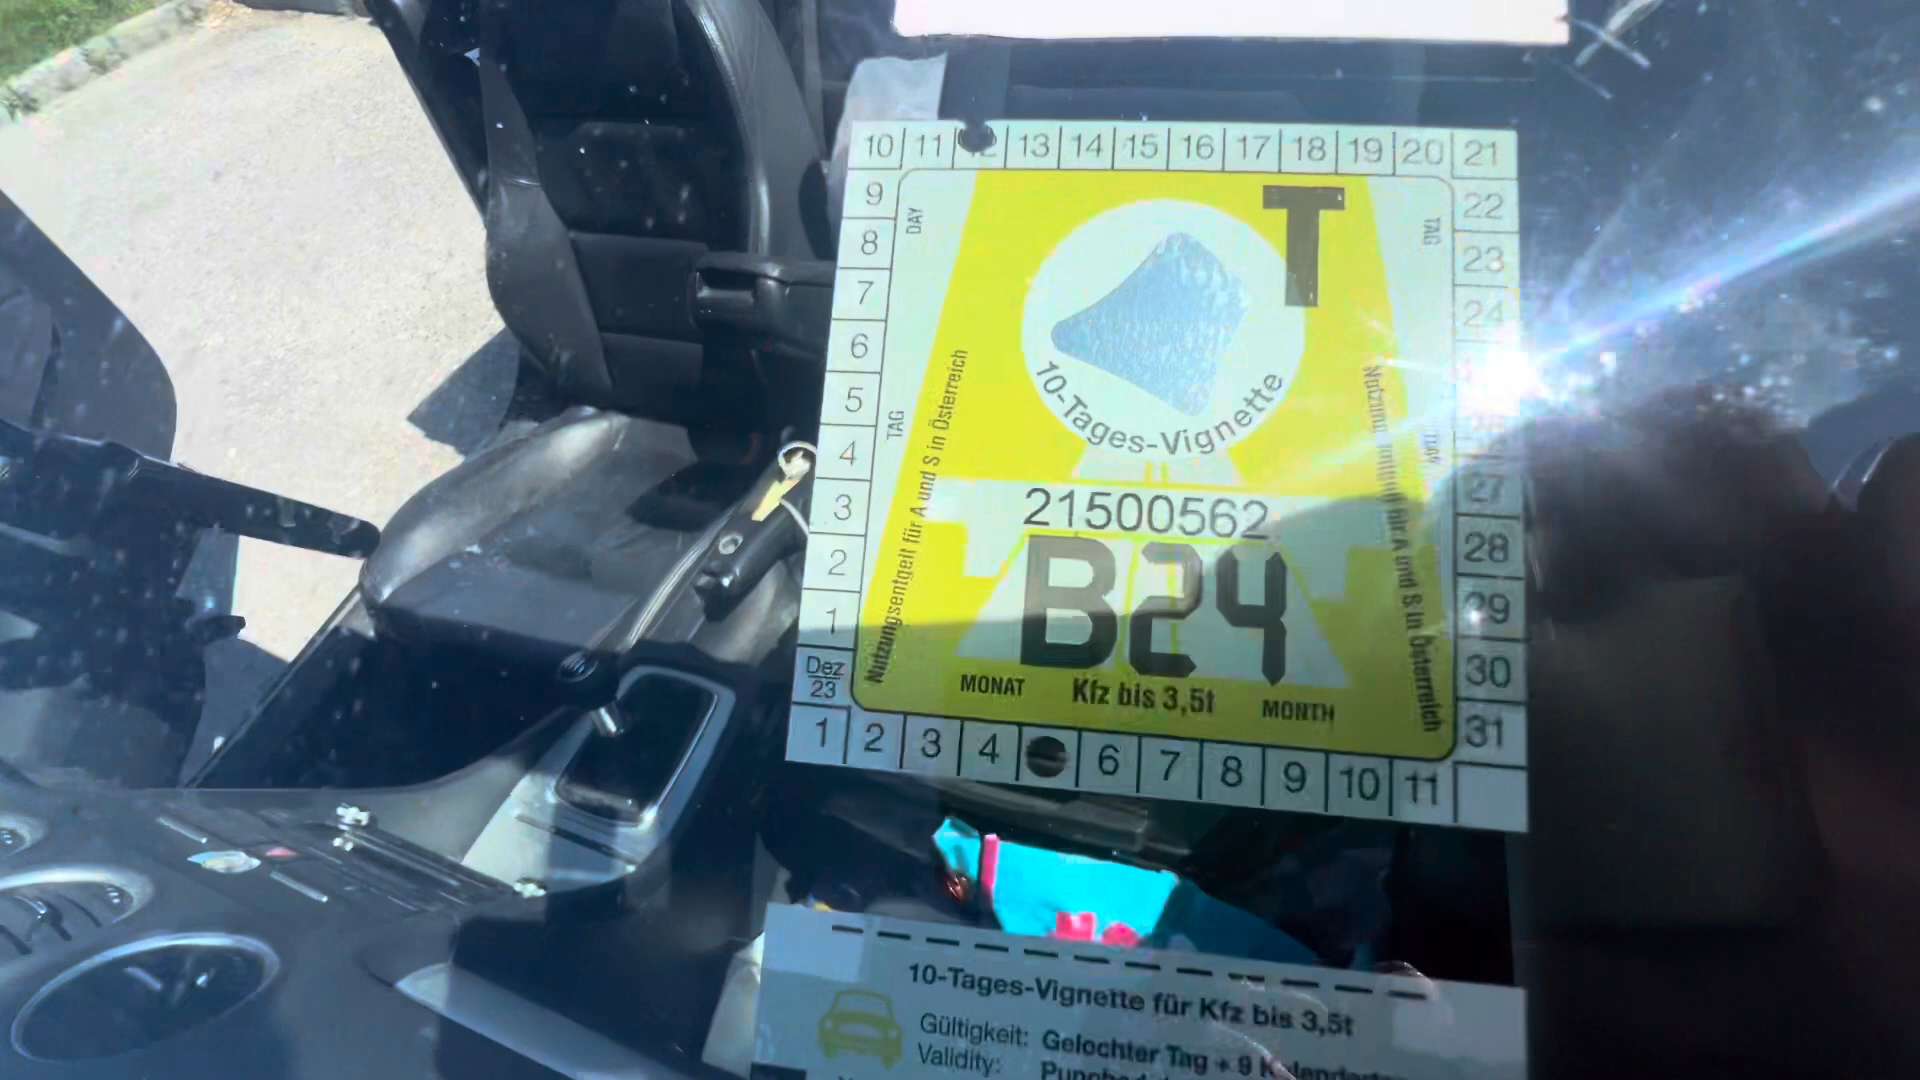 10 11 12 13 14 15 16 17 18 19 20 21
9 22
8 23
7 24
6
5
4
3 27
2 28
1 29
Dez 23 30
31
1 2 3 4 6 7 8 9 10 11
DAY
TAG
TAG
T
10-Tages-Vignette
Nutzungsentgelt für A und S in Österreich
Nutzungsentgelt für A und S in Österreich
21500562
B24
MONAT Kfz bis 3,5t MONTH
10-Tages-Vignette für Kfz bis 3,5t
Gültigkeit: Gelochter Tag + 9
Validity: